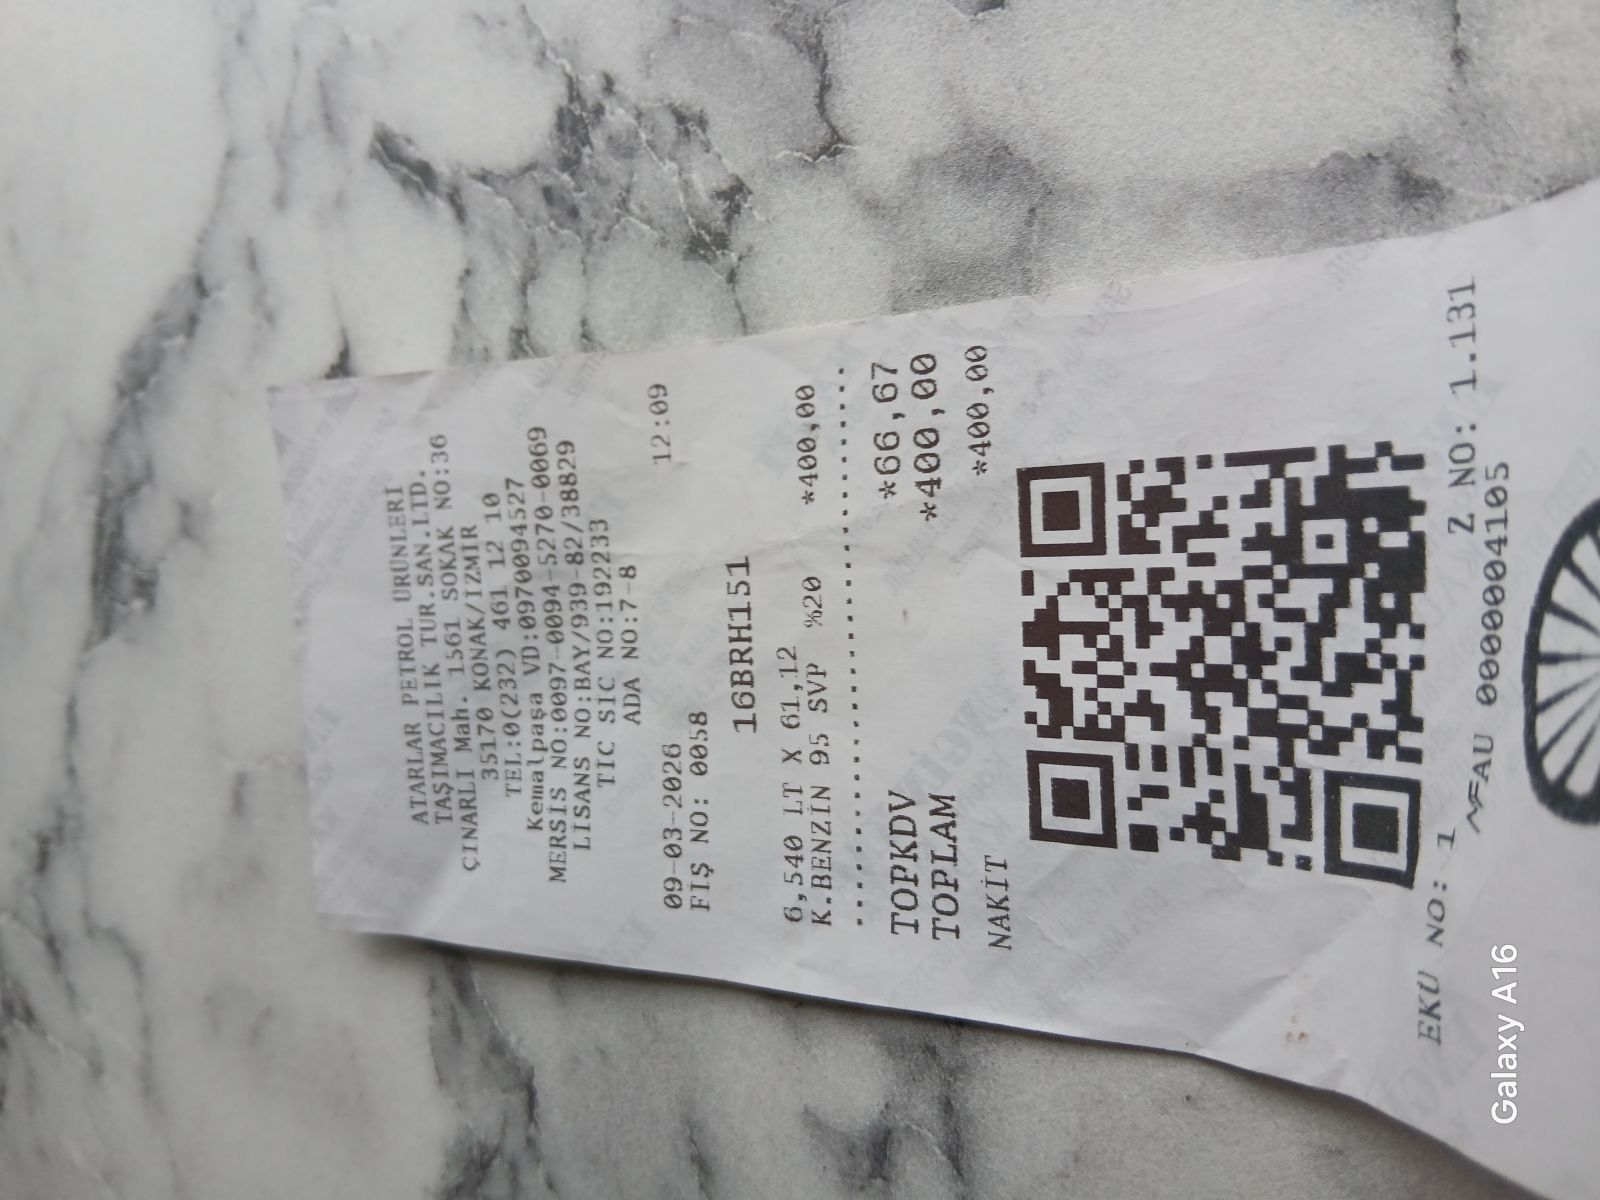 ATARLAR PETROL ÜRÜNLERİ
TAŞIMACILIK TUR.SAN.LTD.
ÇINARLI Mah. 1561 SOKAK NO:36
35170 KONAK/İZMİR
TEL:0(232) 461 12 10
Kemalpaşa VD:0970094527
MERSİS NO:0097-0094-5270-0069
LİSANS NO:BAY/939-82/38829
TİC SİC NO:192233
ADA NO:7-8
09-03-2026 12:09
FİŞ NO: 0058
16BRH151
6,540 LT X 61,12
K.BENZİN 95 SVP %20 *400,00
TOPKDV *66,67
TOPLAM *400,00
NAKİT *400,00
EKU NO: 1 Z NO: 1.131
MF AU 0000004105
Galaxy A16